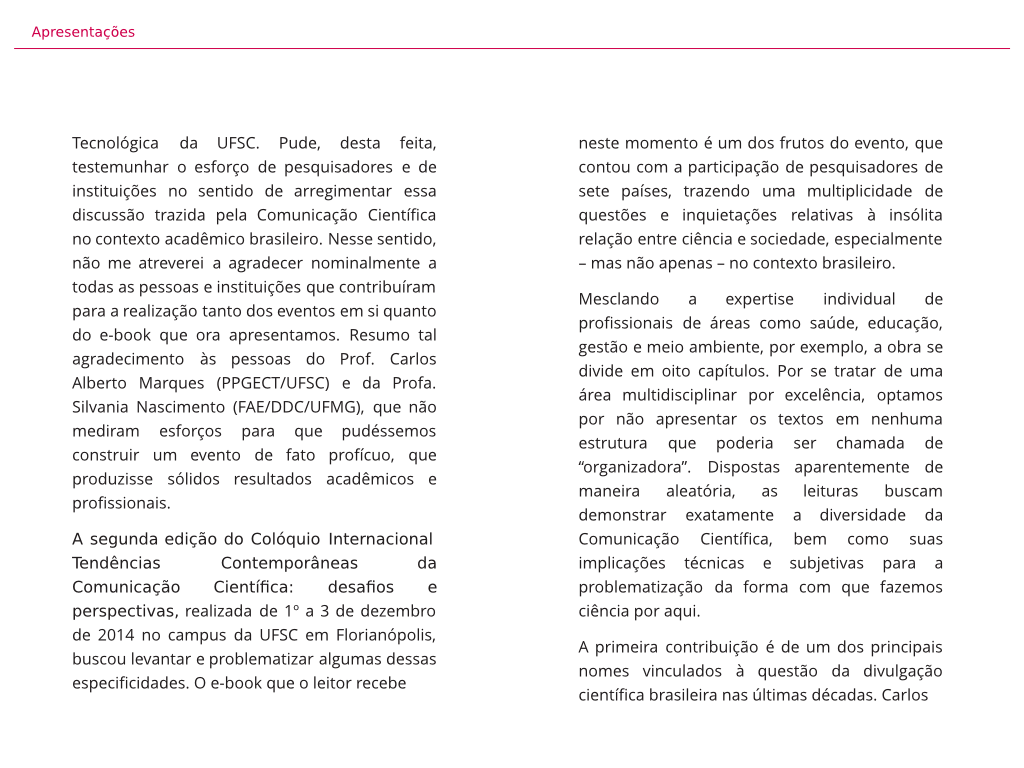 Apresentações
Tecnológica da UFSC. Pude, desta feita,
testemunhar o esforço de pesquisadores e de
instituições no sentido de arregimentar essa
discussão trazida pela Comunicação Científica
no contexto acadêmico brasileiro. Nesse sentido,
não me atreverei a agradecer nominalmente a
todas as pessoas e instituições que contribuíram
para a realização tanto dos eventos em si quanto
do e-book que ora apresentamos. Resumo tal
agradecimento às pessoas do Prof. Carlos
Alberto Marques (PPGECT/UFSC) e da Profa.
Silvania Nascimento (FAE/DDC/UFMG), que não
mediram esforços para que pudéssemos
construir um evento de fato profícuo, que
produzisse sólidos resultados acadêmicos e
profissionais.
A segunda edição do Colóquio Internacional
Tendências Contemporâneas da
Comunicação Científica: desafios e
perspectivas, realizada de 1º a 3 de dezembro
de 2014 no campus da UFSC em Florianópolis,
buscou levantar e problematizar algumas dessas
especificidades. O e-book que o leitor recebe
neste momento é um dos frutos do evento, que
contou com a participação de pesquisadores de
sete países, trazendo uma multiplicidade de
questões e inquietações relativas à insólita
relação entre ciência e sociedade, especialmente
– mas não apenas – no contexto brasileiro.
Mesclando a expertise individual de
profissionais de áreas como saúde, educação,
gestão e meio ambiente, por exemplo, a obra se
divide em oito capítulos. Por se tratar de uma
área multidisciplinar por excelência, optamos
por não apresentar os textos em nenhuma
estrutura que poderia ser chamada de
“organizadora”. Dispostas aparentemente de
maneira aleatória, as leituras buscam
demonstrar exatamente a diversidade da
Comunicação Científica, bem como suas
implicações técnicas e subjetivas para a
problematização da forma com que fazemos
ciência por aqui.
A primeira contribuição é de um dos principais
nomes vinculados à questão da divulgação
científica brasileira nas últimas décadas. Carlos